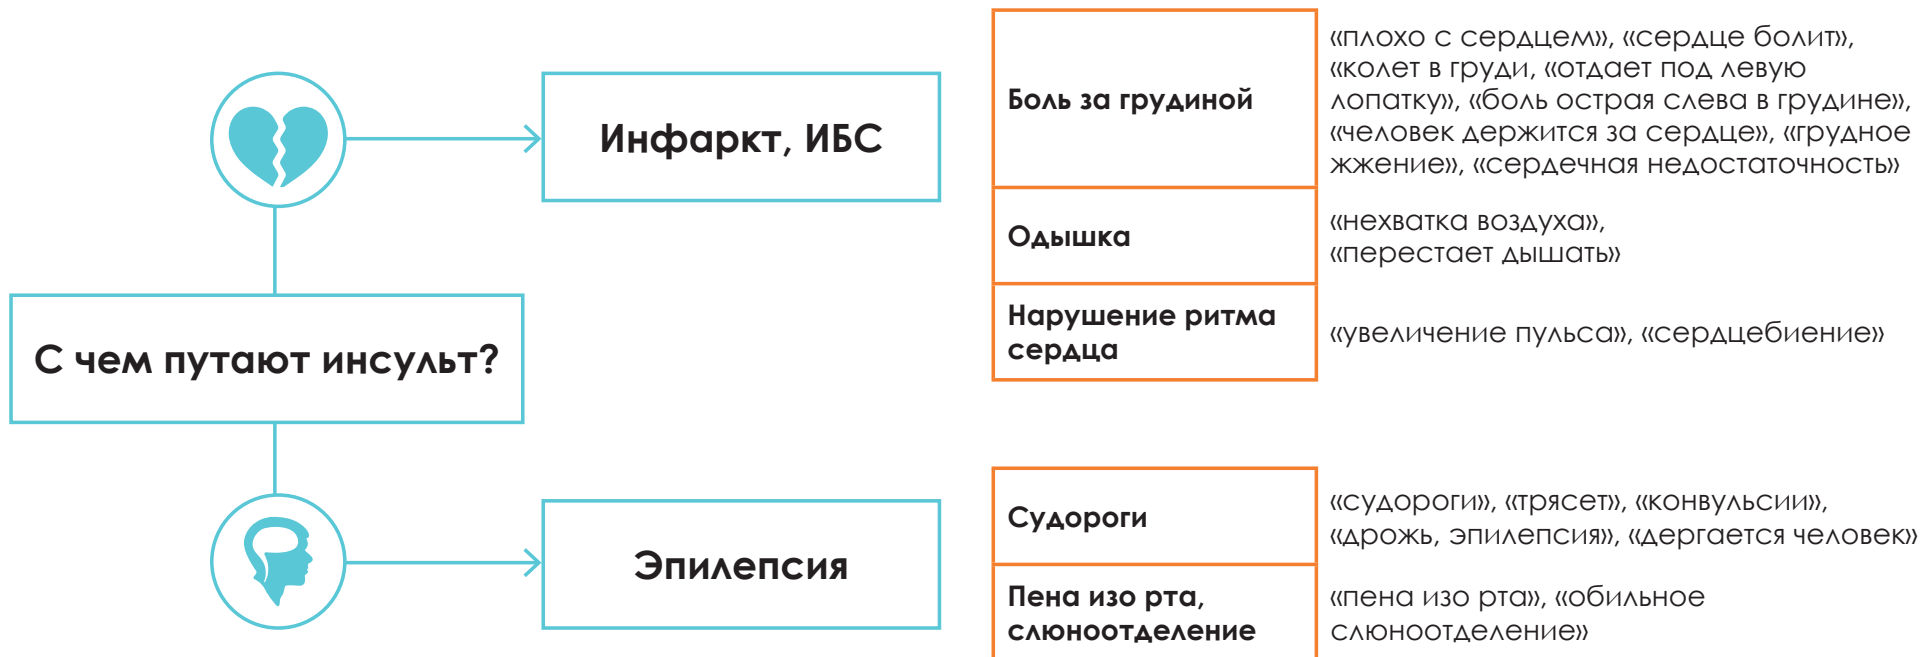 С чем путают инсульт?
Инфаркт, ИБС
Боль за грудиной
«плохо с сердцем», «сердце болит»,
«колет в груди, «отдает под левую
лопатку», «боль острая слева в грудине»,
«человек держится за сердце», «грудное
жжение», «сердечная недостаточность»
Одышка
«нехватка воздуха»,
«перестает дышать»
Нарушение ритма
сердца
«увеличение пульса», «сердцебиение»
Эпилепсия
Судороги
«судороги», «трясет», «конвульсии»,
«дрожь, эпилепсия», «дергается человек»
Пена изо рта,
слюноотделение
«пена изо рта», «обильное
слюноотделение»